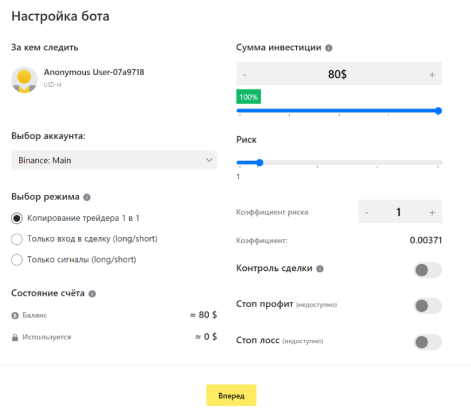 Настройка бота
За кем следить
Anonymous User-07a9718
USD-M
Выбор аккаунта:
Binance: Main
Выбор режима
Копирование трейдера 1 в 1
Только вход в сделку (long/short)
Только сигналы (long/short)
Состояние счёта
Баланс ≈ 80 $
Используется ≈ 0 $
Сумма инвестиции
- 80$ +
100%
Риск
1
Коэффициент риска - 1 +
Коэффициент: 0.00371
Контроль сделки
Стоп профит (недоступно)
Стоп лосс (недоступно)
Вперед